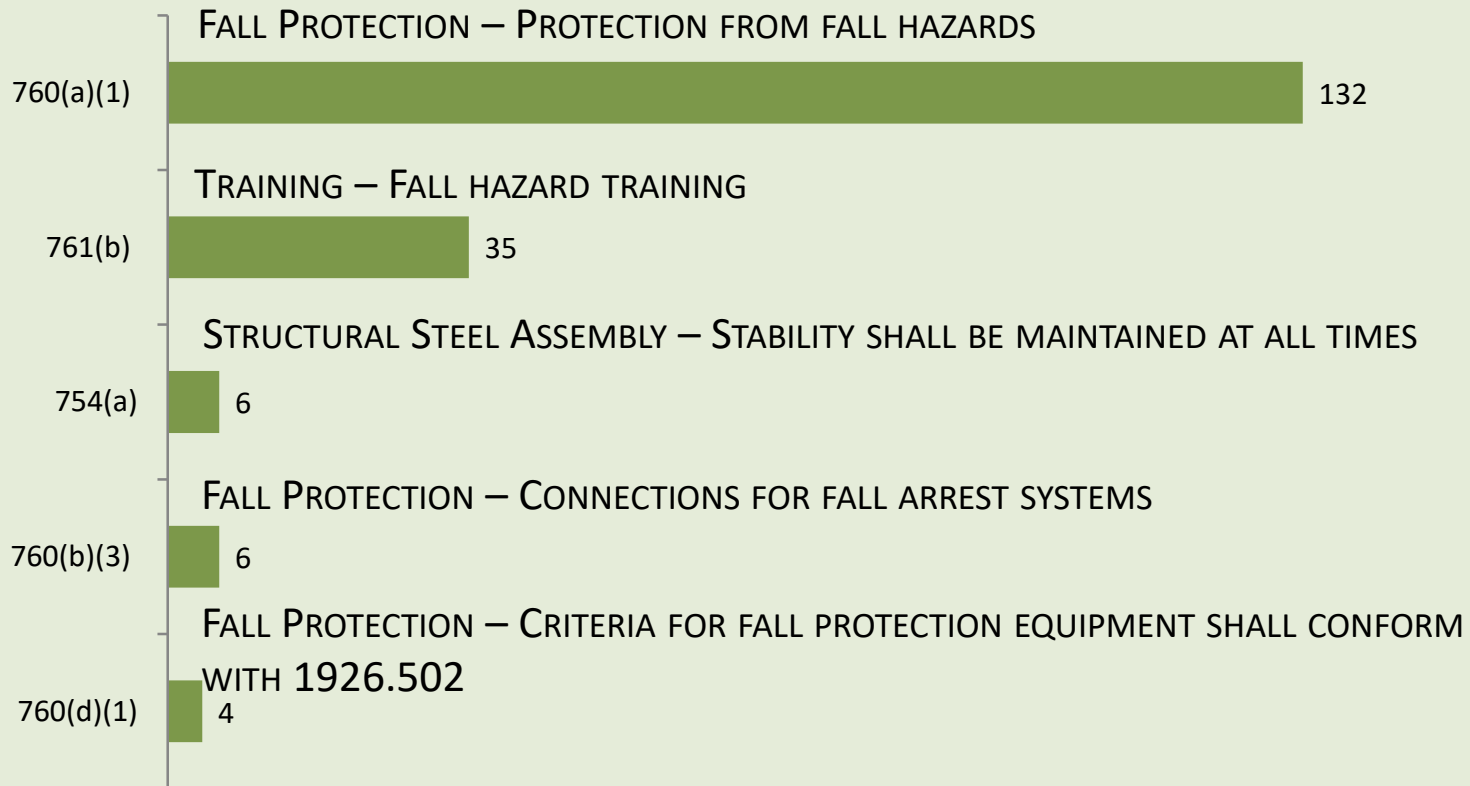 FALL PROTECTION – PROTECTION FROM FALL HAZARDS
760(a)(1)
132
TRAINING – FALL HAZARD TRAINING
761(b)
35
STRUCTURAL STEEL ASSEMBLY – STABILITY SHALL BE MAINTAINED AT ALL TIMES
754(a)
6
FALL PROTECTION – CONNECTIONS FOR FALL ARREST SYSTEMS
760(b)(3)
6
FALL PROTECTION – CRITERIA FOR FALL PROTECTION EQUIPMENT SHALL CONFORM
WITH 1926.502
760(d)(1)
4